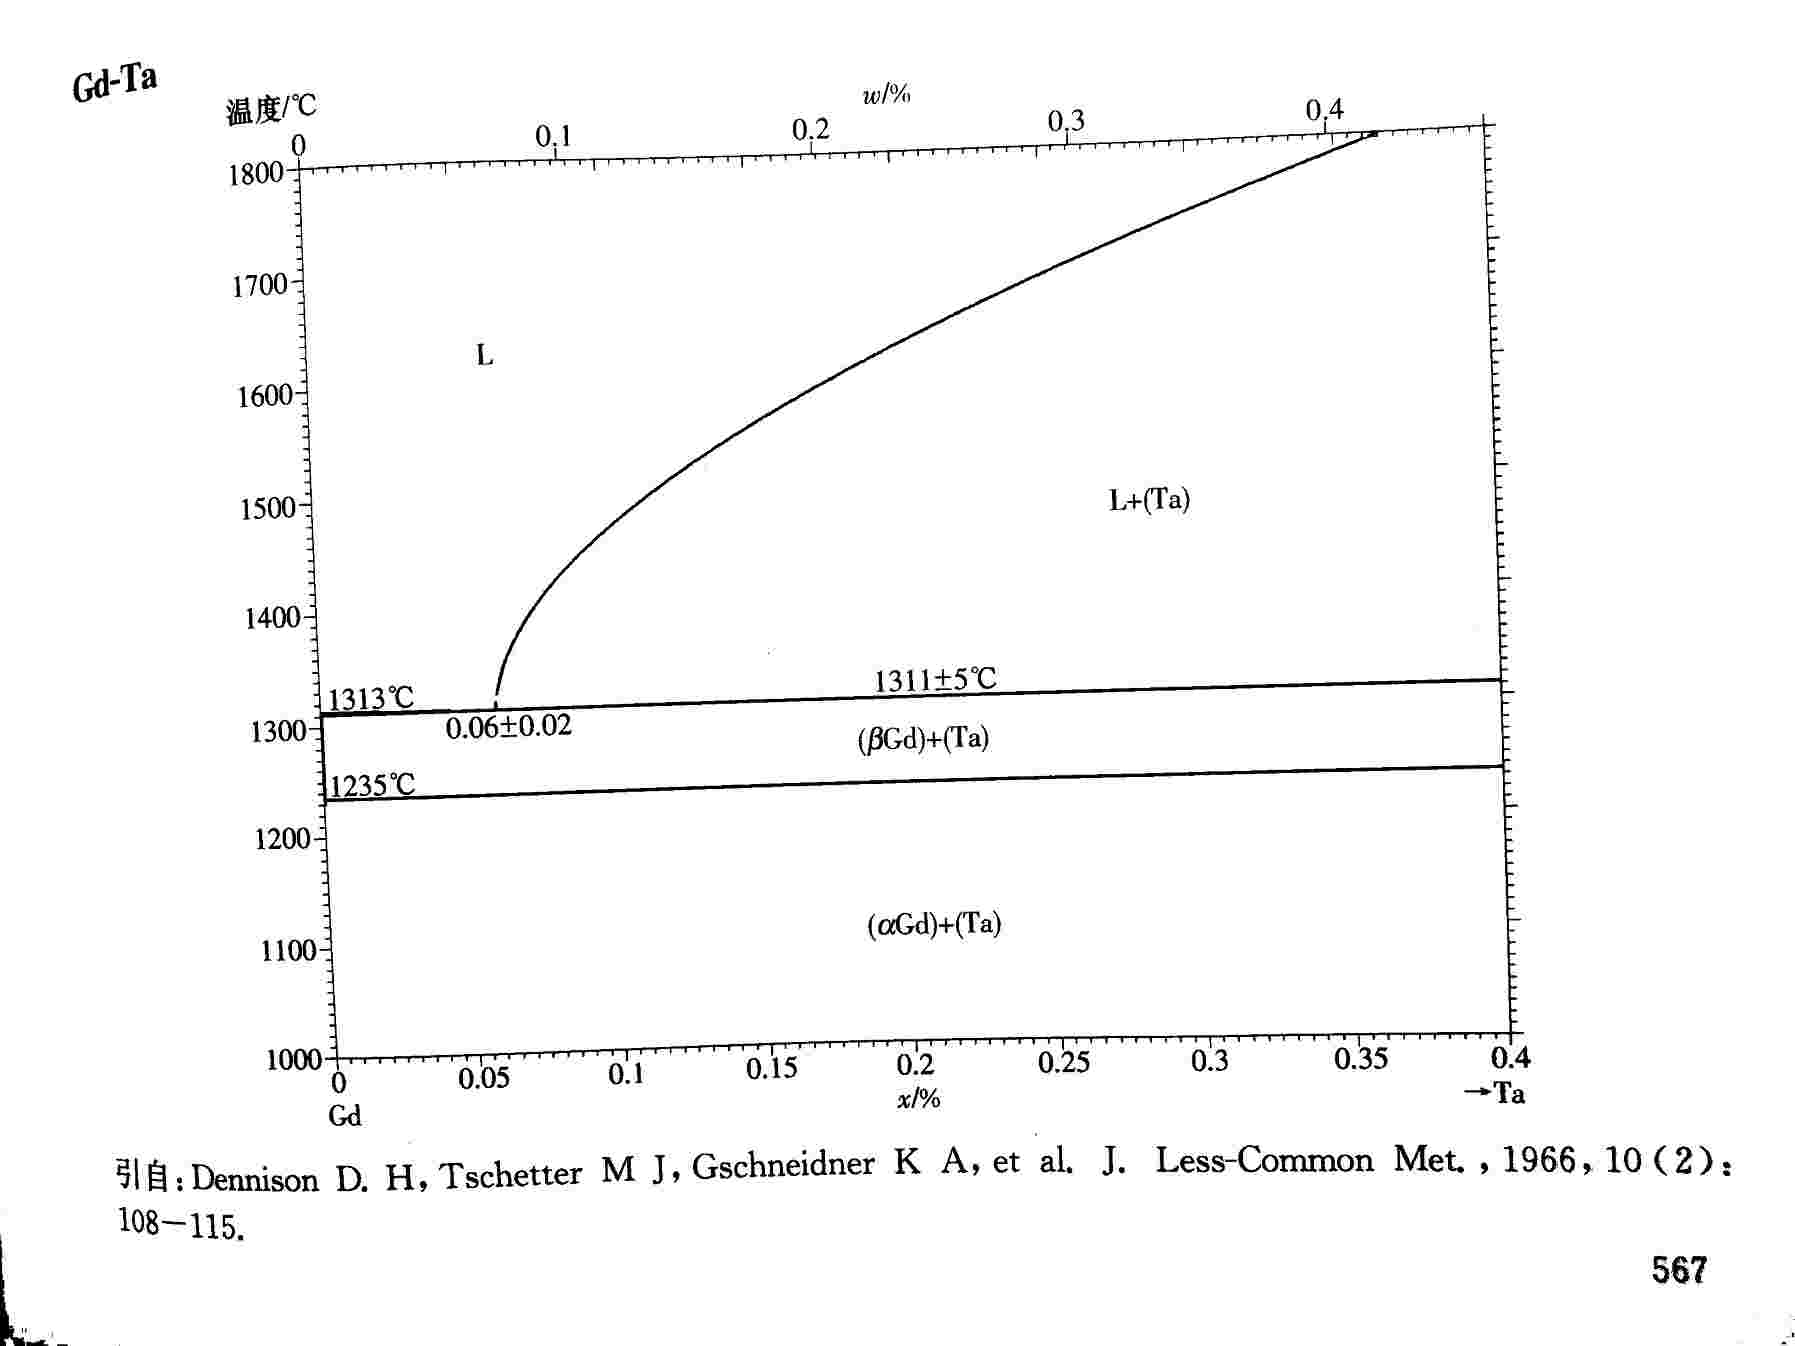 Gd-Ta
温度/℃
w/%
0 0.1 0.2 0.3 0.4
1800
1700
L
1600
1500
L+(Ta)
1400
1313℃
1311±5℃
1300
0.06±0.02
(βGd)+(Ta)
1235℃
1200
(αGd)+(Ta)
1100
1000
0 0.05 0.1 0.15 0.2 0.25 0.3 0.35 0.4
Gd
x/%
→Ta
引自:Dennison D. H, Tschetter M J, Gschneidner K A, et al. J. Less-Common Met. , 1966, 10(2):
108—115.
567